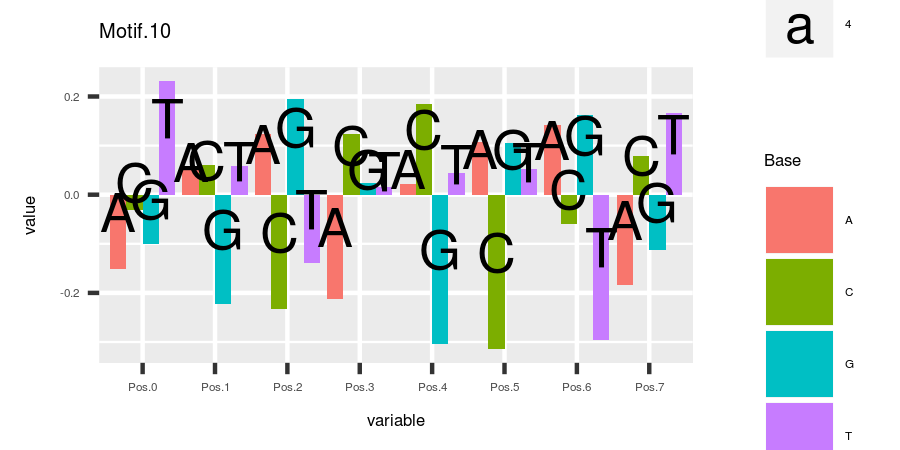 Motif.10
a 4
value
0.2
0.0
-0.2
A C G T A C G T A C G T A C G T A C G T A C G T A C G T A C G T
Pos.0 Pos.1 Pos.2 Pos.3 Pos.4 Pos.5 Pos.6 Pos.7
variable
Base
A
C
G
T